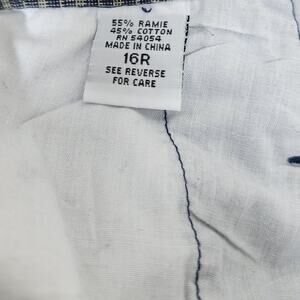 55% RAMIE
45% COTTON
RN 54054
MADE IN CHINA
16R
SEE REVERSE
FOR CARE